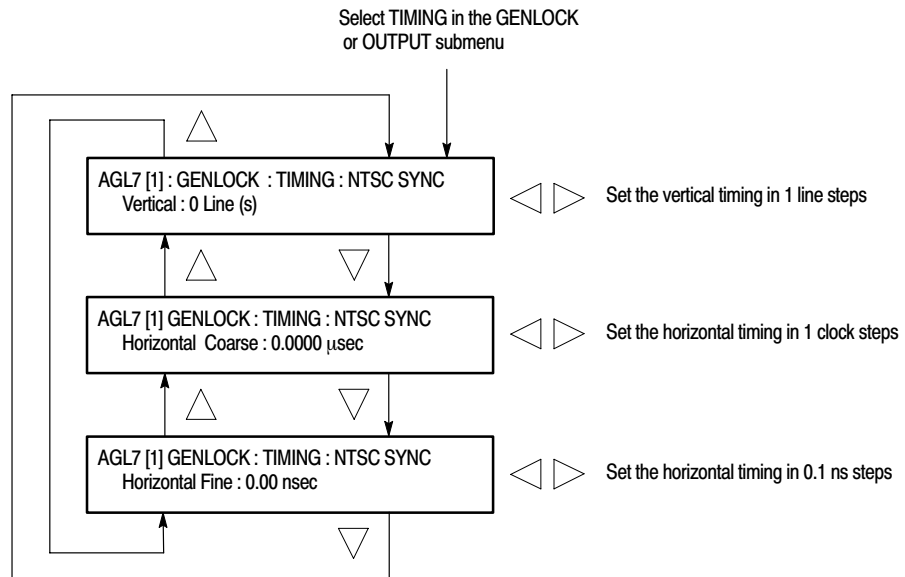 Select TIMING in the GENLOCK
or OUTPUT submenu
AGL7 [1] : GENLOCK : TIMING : NTSC SYNC
Vertical : 0 Line (s)
Set the vertical timing in 1 line steps
AGL7 [1] GENLOCK : TIMING : NTSC SYNC
Horizontal Coarse : 0.0000 μsec
Set the horizontal timing in 1 clock steps
AGL7 [1] GENLOCK : TIMING : NTSC SYNC
Horizontal Fine : 0.00 nsec
Set the horizontal timing in 0.1 ns steps